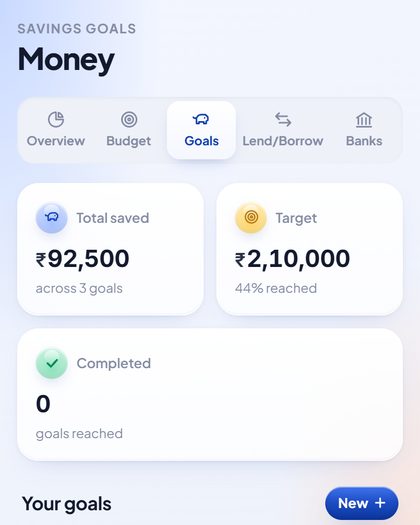 SAVINGS GOALS
Money
Overview Budget Goals Lend/Borrow Banks
Total saved
₹92,500
across 3 goals
Target
₹2,10,000
44% reached
Completed
0
goals reached
Your goals
New +